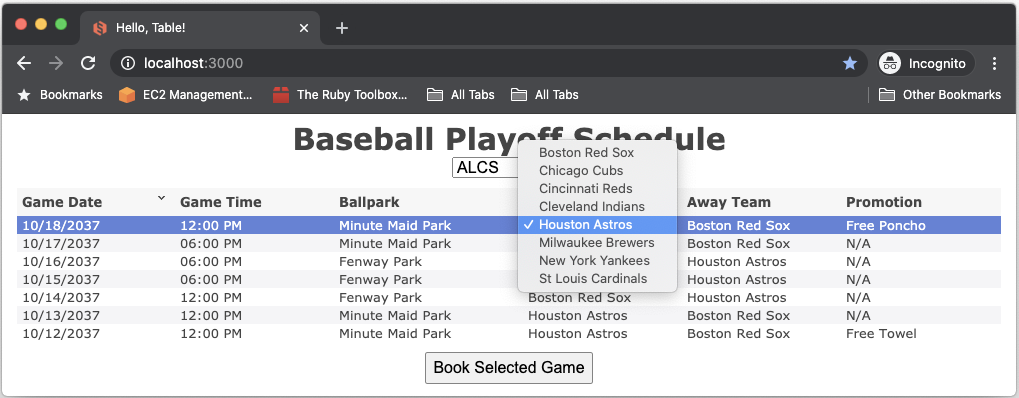 Hello, Table!
localhost:3000
Incognito
Bookmarks EC2 Management... The Ruby Toolbox... All Tabs All Tabs Other Bookmarks
Baseball Playoff Schedule
ALCS
Boston Red Sox
Chicago Cubs
Cincinnati Reds
Cleveland Indians
Houston Astros
Milwaukee Brewers
New York Yankees
St Louis Cardinals
Game Date Game Time Ballpark Away Team Promotion
10/18/2037 12:00 PM Minute Maid Park Boston Red Sox Free Poncho
10/17/2037 06:00 PM Minute Maid Park Boston Red Sox N/A
10/16/2037 06:00 PM Fenway Park Houston Astros N/A
10/15/2037 06:00 PM Fenway Park Houston Astros N/A
10/14/2037 12:00 PM Fenway Park Boston Red Sox Houston Astros N/A
10/13/2037 12:00 PM Minute Maid Park Houston Astros Boston Red Sox N/A
10/12/2037 12:00 PM Minute Maid Park Houston Astros Boston Red Sox Free Towel
Book Selected Game